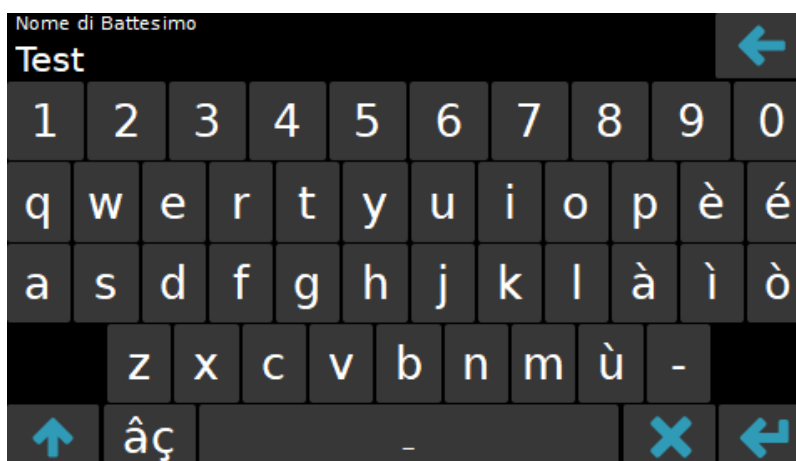 Nome di Battesimo
Test
1 2 3 4 5 6 7 8 9 0
q w e r t y u i o p è é
a s d f g h j k l à ì ò
z x c v b n m ù -
âç _